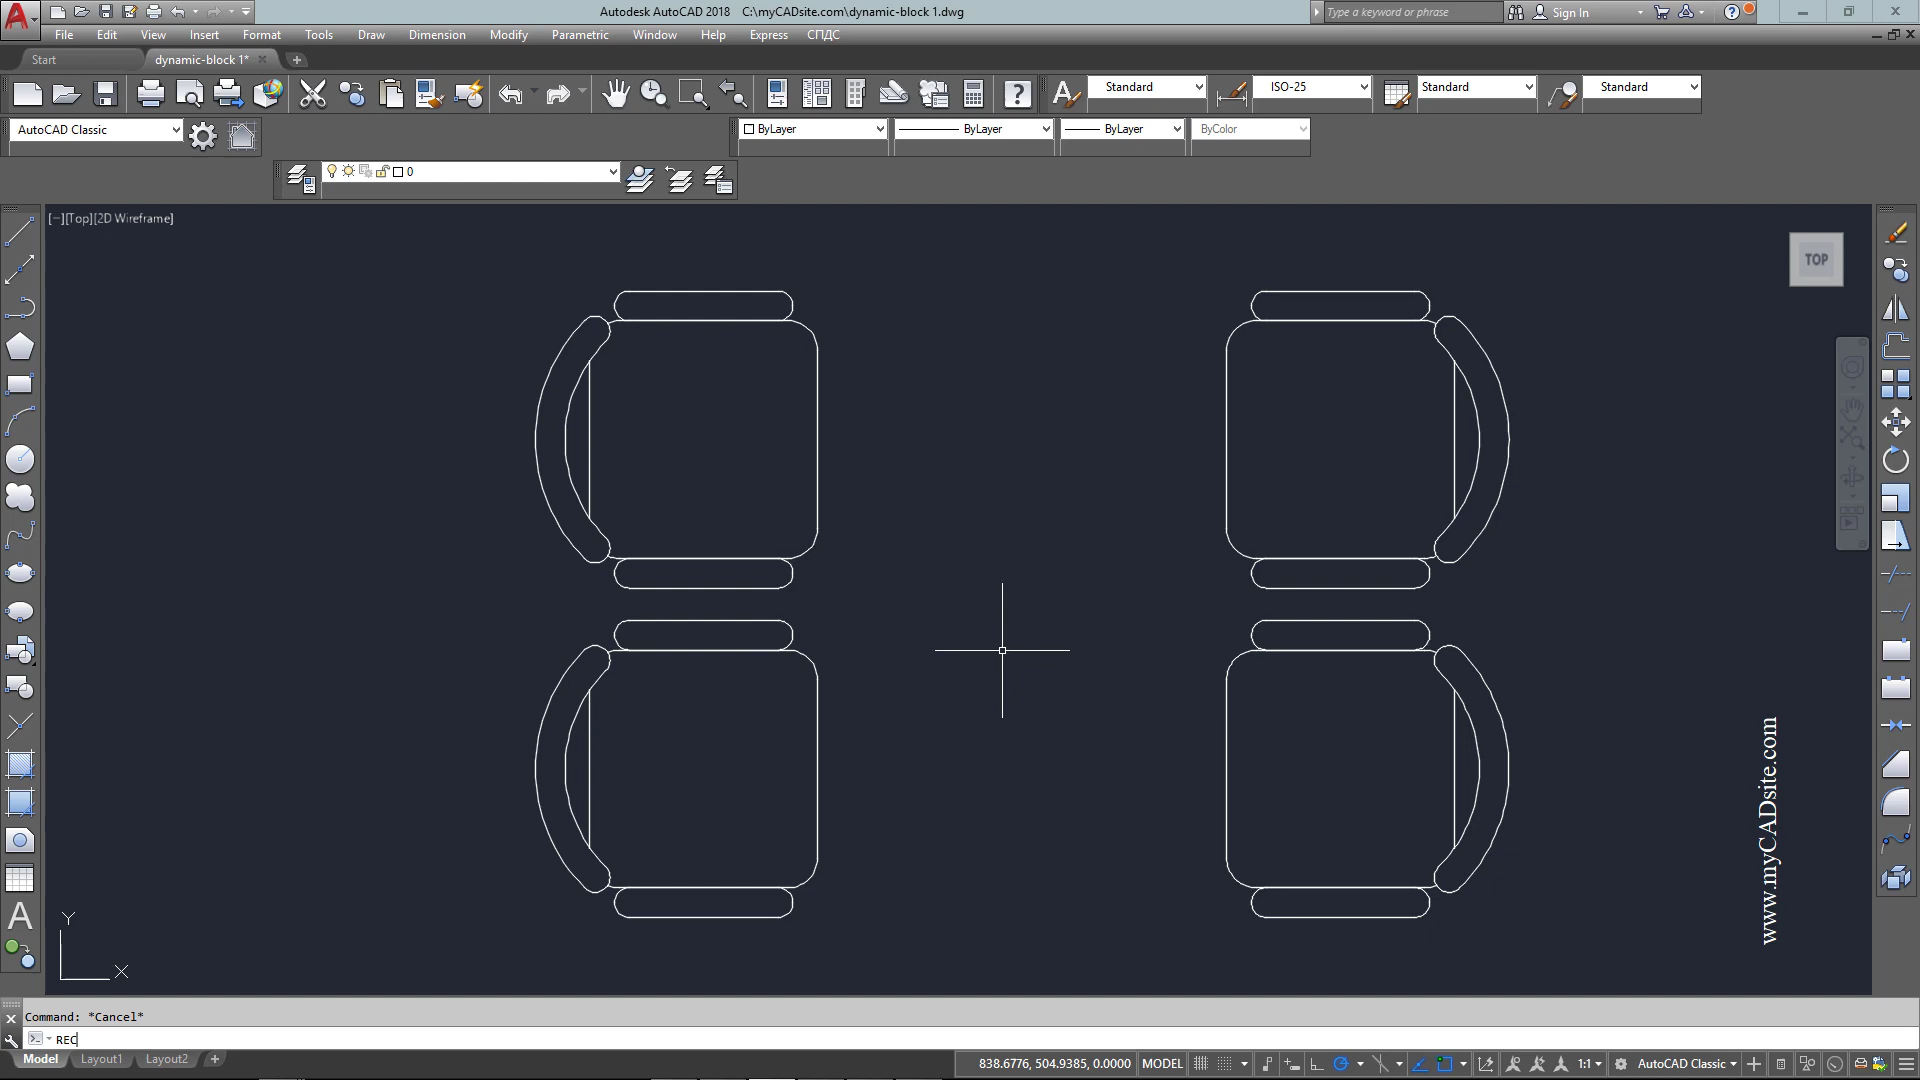 Autodesk AutoCAD 2018 C:\myCADsite.com\dynamic-block 1.dwg
Type a keyword or phrase
Sign In
File Edit View Insert Format Tools Draw Dimension Modify Parametric Window Help Express СПДС
Start
dynamic-block 1*
Standard
ISO-25
Standard
Standard
AutoCAD Classic
ByLayer
ByLayer
ByLayer
ByColor
0
[−][Top][2D Wireframe]
TOP
www.myCADsite.com
Y
X
Command: *Cancel*
REC
Model Layout1 Layout2
838.6776, 504.9385, 0.0000 MODEL
1:1
AutoCAD Classic